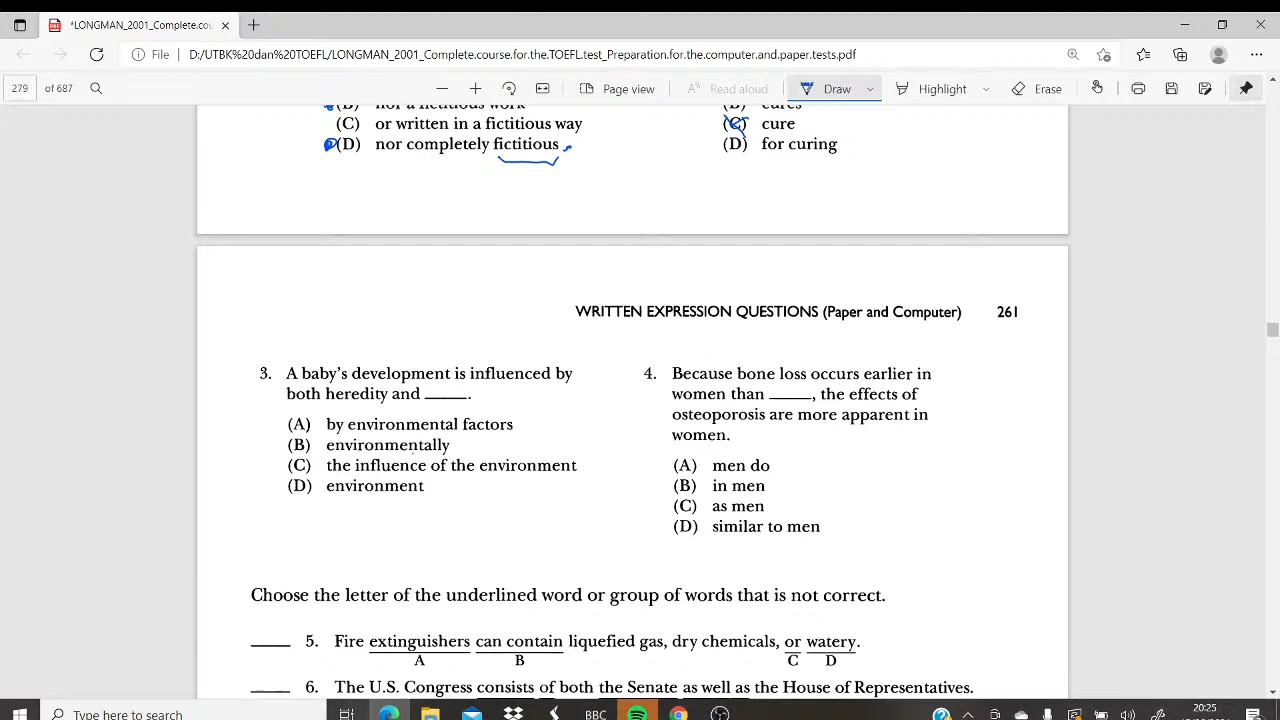 *LONGMAN_2001_Complete.cou
File D:/UTBK%20dan%20TOEFL/LONGMAN_2001_Complete.course.for.the.TOEFL.test_Preparation.for.the.computer.and.paper.tests.pdf
279 of 687 Page view Read aloud Draw Highlight Erase
(B) nor a fictitious work
(C) or written in a fictitious way
(D) nor completely fictitious
(B) cures
(C) cure
(D) for curing
WRITTEN EXPRESSION QUESTIONS (Paper and Computer) 261
3. A baby's development is influenced by
both heredity and _____.
(A) by environmental factors
(B) environmentally
(C) the influence of the environment
(D) environment
4. Because bone loss occurs earlier in
women than _____, the effects of
osteoporosis are more apparent in
women.
(A) men do
(B) in men
(C) as men
(D) similar to men
Choose the letter of the underlined word or group of words that is not correct.
_____ 5. Fire extinguishers can contain liquefied gas, dry chemicals, or watery.
A B C D
_____ 6. The U.S. Congress consists of both the Senate as well as the House of Representatives.
Type here to search
BBC
20:25